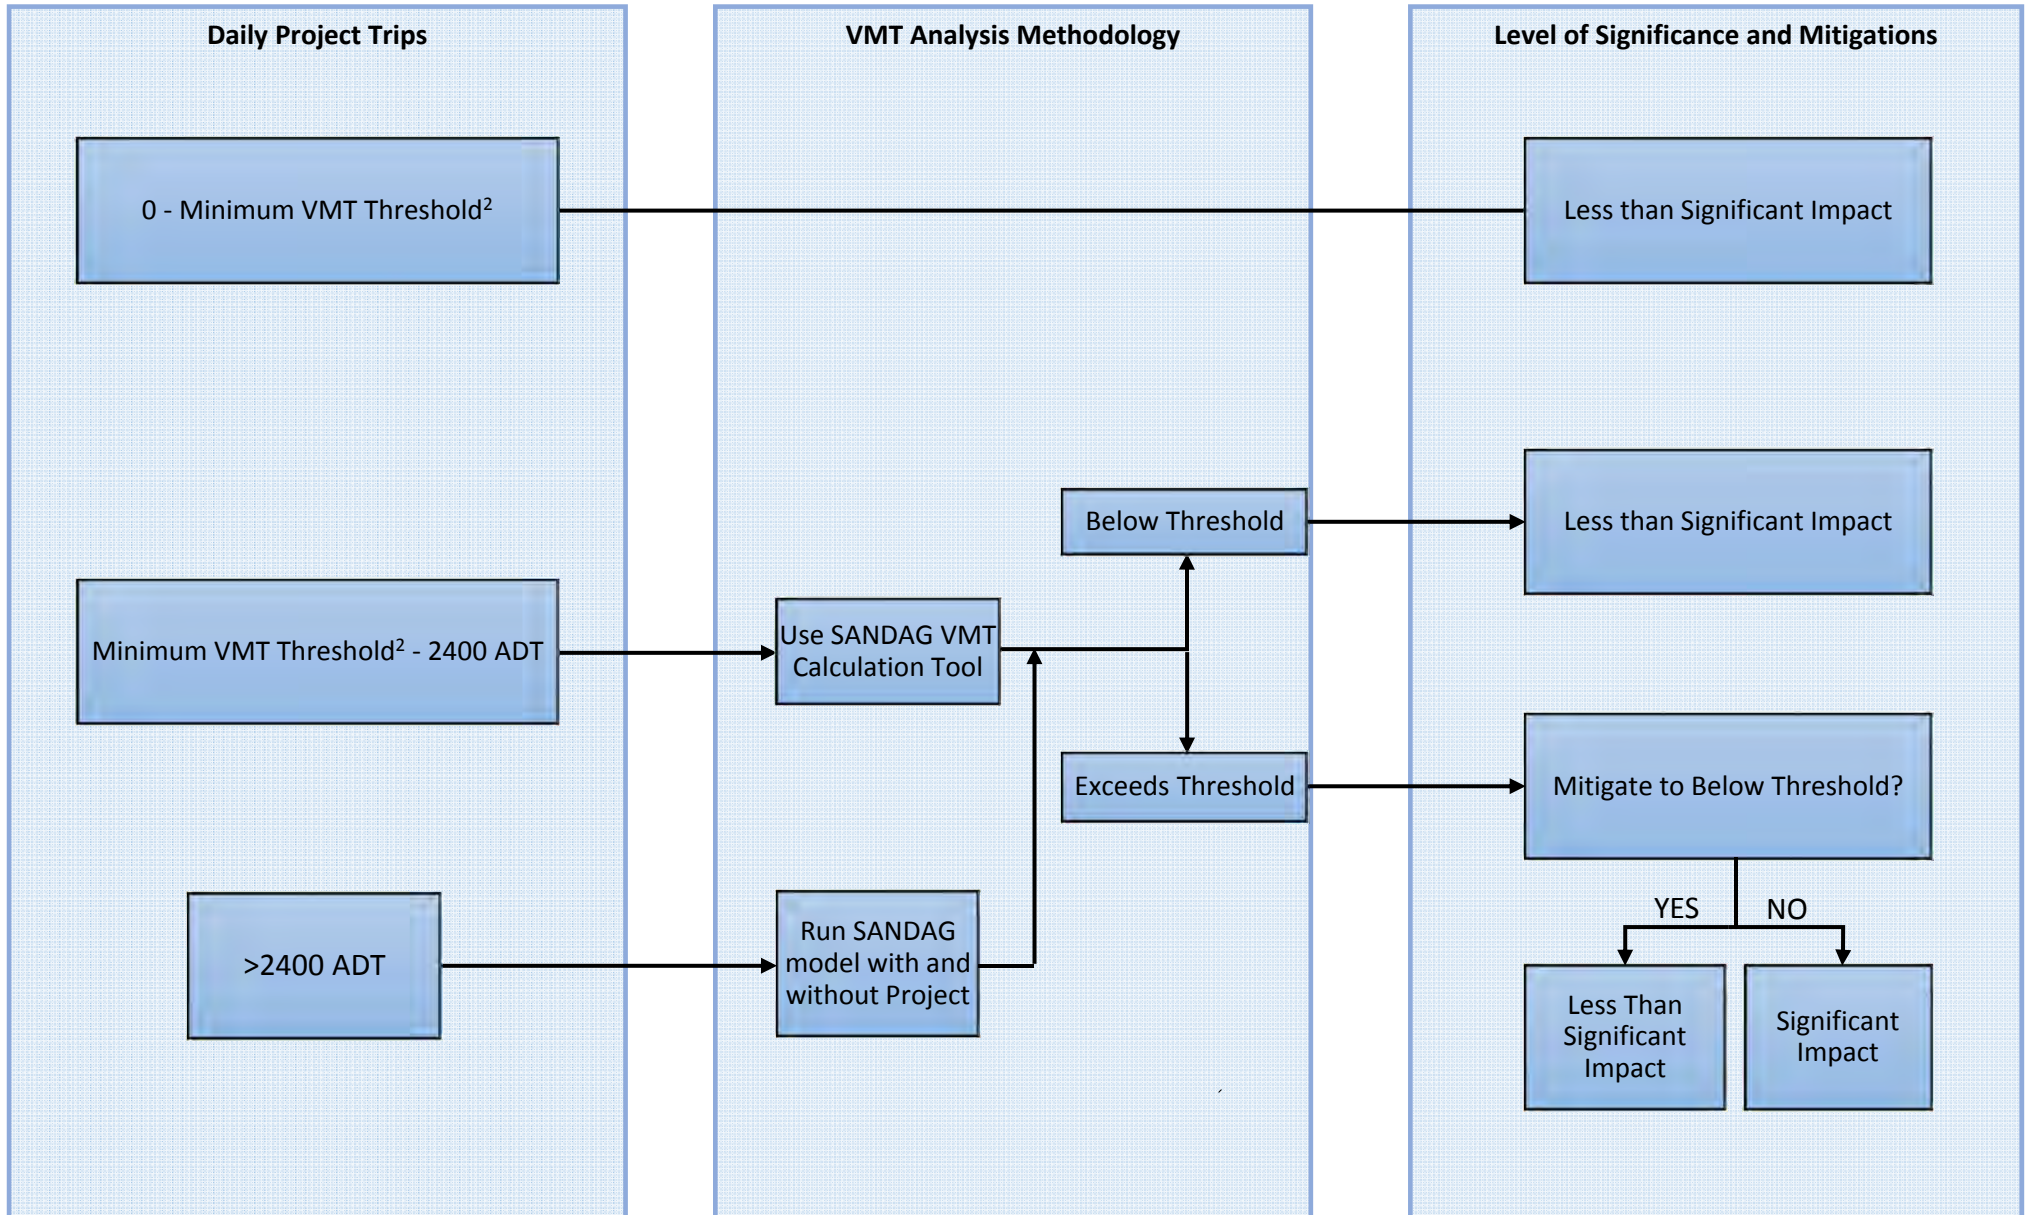 Daily Project Trips
VMT Analysis Methodology
Level of Significance and Mitigations
0 - Minimum VMT Threshold²
Less than Significant Impact
Below Threshold
Less than Significant Impact
Minimum VMT Threshold² - 2400 ADT
Use SANDAG VMT
Calculation Tool
Exceeds Threshold
Mitigate to Below Threshold?
YES
NO
>2400 ADT
Run SANDAG
model with and
without Project
Less Than
Significant
Impact
Significant
Impact